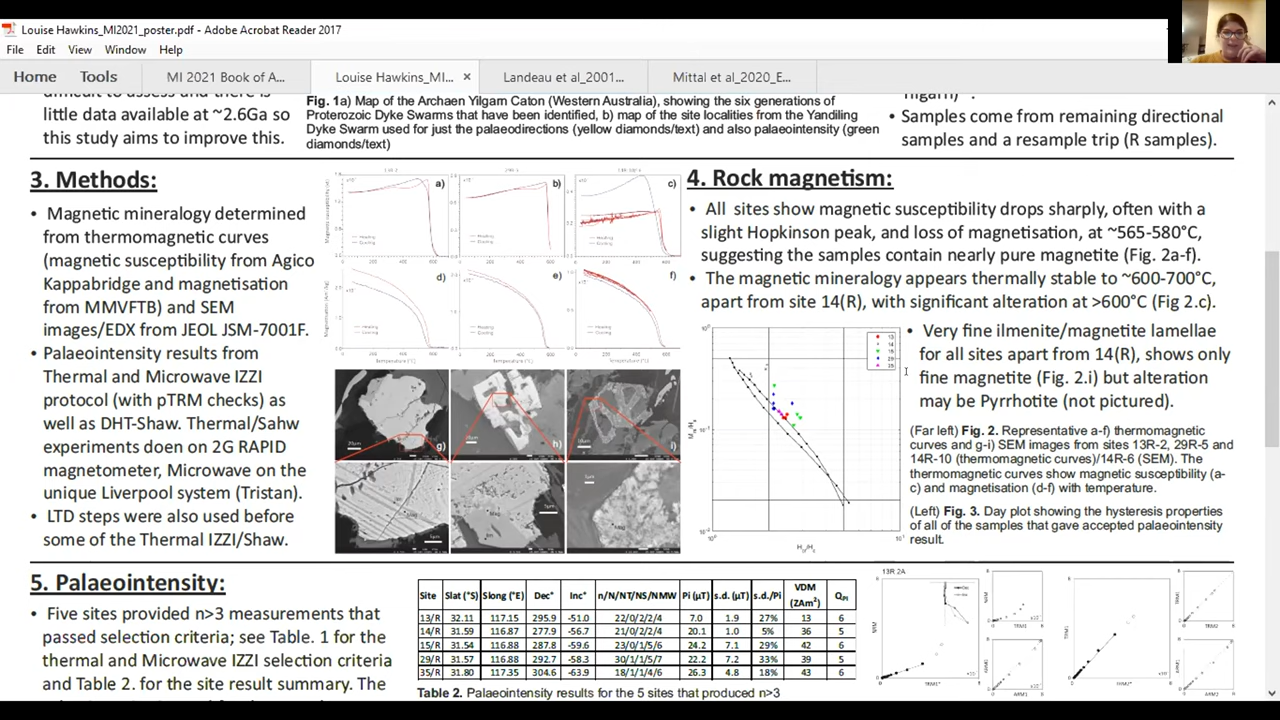 Louise Hawkins_MI2021_poster.pdf - Adobe Acrobat Reader 2017
File Edit View Window Help
Home Tools MI 2021 Book of A... Louise Hawkins_MI... × Landeau et al_2001... Mittal et al_2020_E...
little data available at ~2.6Ga so
this study aims to improve this.
Fig. 1a) Map of the Archaen Yilgarn Caton (Western Australia), showing the six generations of
Proterozoic Dyke Swarms that have been identified, b) map of the site localities from the Yandiling
Dyke Swarm used for just the palaeodirections (yellow diamonds/text) and also palaeointensity (green
diamonds/text)
• Samples come from remaining directional
samples and a resample trip (R samples).
3. Methods:
• Magnetic mineralogy determined
from thermomagnetic curves
(magnetic susceptibility from Agico
Kappabridge and magnetisation
from MMVFTB) and SEM
images/EDX from JEOL JSM-7001F.
• Palaeointensity results from
Thermal and Microwave IZZI
protocol (with pTRM checks) as
well as DHT-Shaw. Thermal/Sahw
experiments doen on 2G RAPID
magnetometer, Microwave on the
unique Liverpool system (Tristan).
• LTD steps were also used before
some of the Thermal IZZI/Shaw.
a) b) c)
d) e) f)
g) h) i)
4. Rock magnetism:
• All sites show magnetic susceptibility drops sharply, often with a
slight Hopkinson peak, and loss of magnetisation, at ~565-580°C,
suggesting the samples contain nearly pure magnetite (Fig. 2a-f).
• The magnetic mineralogy appears thermally stable to ~600-700°C,
apart from site 14(R), with significant alteration at >600°C (Fig 2.c).
• Very fine ilmenite/magnetite lamellae
for all sites apart from 14(R), shows only
fine magnetite (Fig. 2.i) but alteration
may be Pyrrhotite (not pictured).
(Far left) Fig. 2. Representative a-f) thermomagnetic
curves and g-i) SEM images from sites 13R-2, 29R-5 and
14R-10 (thermomagnetic curves)/14R-6 (SEM). The
thermomagnetic curves show magnetic susceptibility (a-
c) and magnetisation (d-f) with temperature.
(Left) Fig. 3. Day plot showing the hysteresis properties
of all of the samples that gave accepted palaeointensity
result.
5. Palaeointensity:
• Five sites provided n>3 measurements that
passed selection criteria; see Table. 1 for the
thermal and Microwave IZZI selection criteria
and Table 2. for the site result summary. The
Site Slat (°S) Slong (°E) Dec° Inc° n/N/NT/NS/NMW Pi (µT) s.d. (µT) s.d./Pi VDM (ZAm²) QPI
13/R 32.11 117.15 295.9 -51.0 22/0/2/2/4 7.0 1.9 27% 13 6
14/R 31.59 116.87 277.9 -56.7 21/0/2/2/4 20.1 1.0 5% 36 5
15/R 31.54 116.88 287.8 -59.6 23/0/1/5/6 24.2 7.1 29% 42 6
29/R 31.57 116.88 292.7 -58.3 30/1/1/5/7 22.2 7.2 33% 39 5
35/R 31.80 117.35 304.6 -63.9 18/1/1/4/6 26.3 4.8 18% 43 6
Table 2. Palaeointensity results for the 5 sites that produced n>3
13R 2A